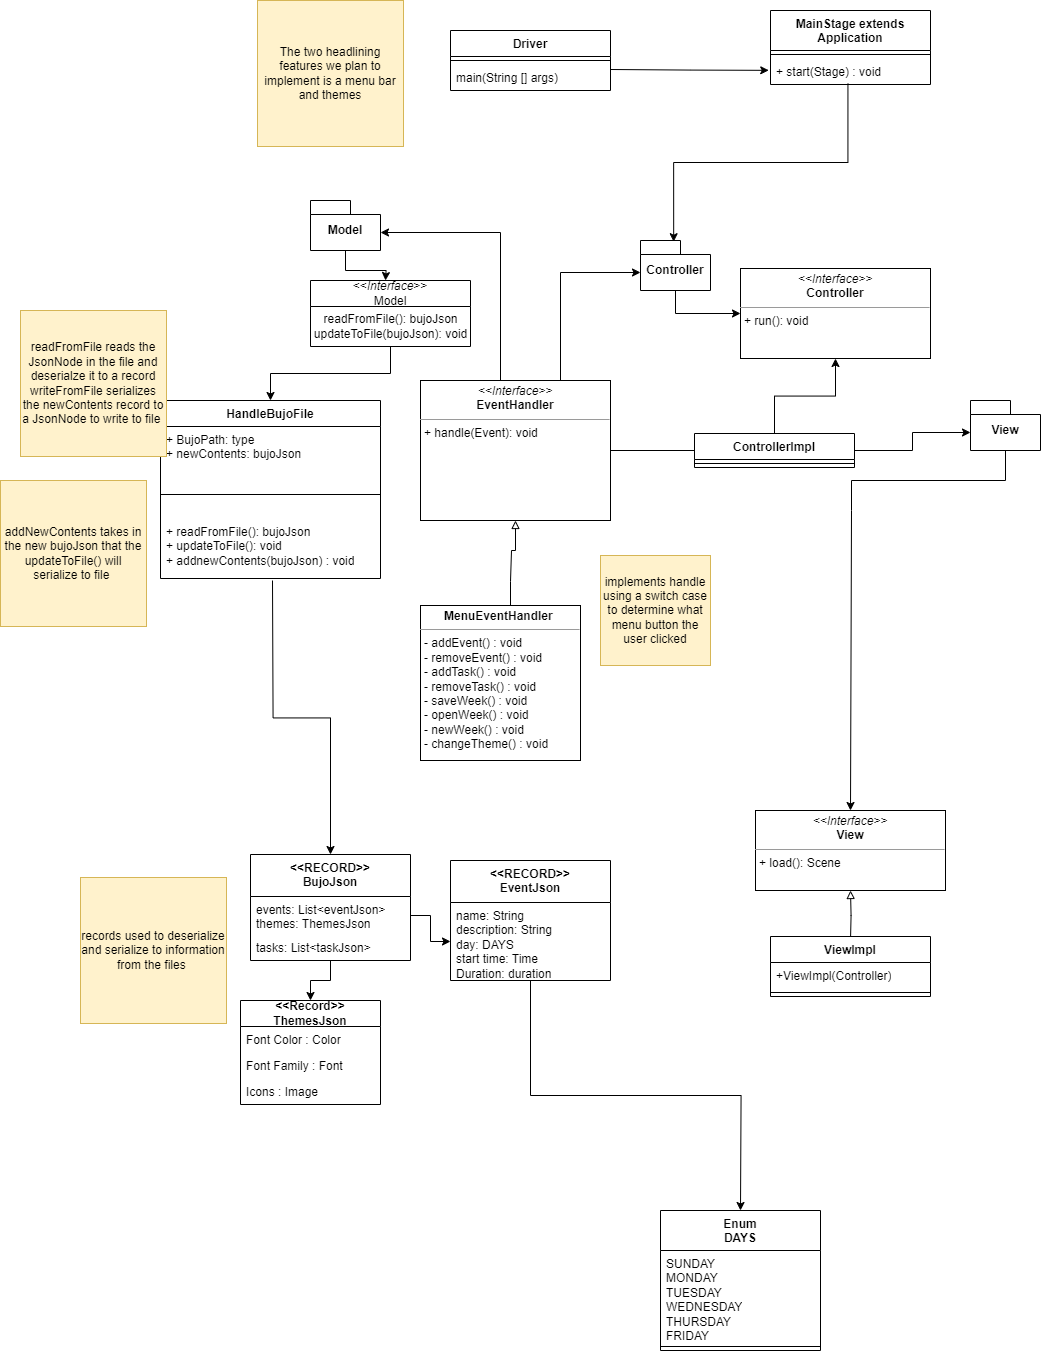 The two headlining
features we plan to
implement is a menu bar
and themes
Driver
main(String [] args)
MainStage extends
Application
+ start(Stage) : void
Model
<<Interface>>
Model
readFromFile(): bujoJson
updateToFile(bujoJson): void
Controller
<<Interface>>
Controller
+ run(): void
readFromFile reads the
JsonNode in the file and
deserialze it to a record
writeFromFile serializes
the newContents record to
a JsonNode to write to file
HandleBujoFile
+ BujoPath: type
+ newContents: bujoJson
+ readFromFile(): bujoJson
+ updateToFile(): void
+ addnewContents(bujoJson) : void
<<Interface>>
EventHandler
+ handle(Event): void
ControllerImpl
View
addNewContents takes in
the new bujoJson that the
updateToFile() will
serialize to file
MenuEventHandler
- addEvent() : void
- removeEvent() : void
- addTask() : void
- removeTask() : void
- saveWeek() : void
- openWeek() : void
- newWeek() : void
- changeTheme() : void
implements handle
using a switch case
to determine what
menu button the
user clicked
<<Interface>>
View
+ load(): Scene
ViewImpl
+ViewImpl(Controller)
<<RECORD>>
BujoJson
events: List<eventJson>
themes: ThemesJson
tasks: List<taskJson>
<<RECORD>>
EventJson
name: String
description: String
day: DAYS
start time: Time
Duration: duration
records used to deserialize
and serialize to information
from the files
<<Record>>
ThemesJson
Font Color : Color
Font Family : Font
Icons : Image
Enum
DAYS
SUNDAY
MONDAY
TUESDAY
WEDNESDAY
THURSDAY
FRIDAY